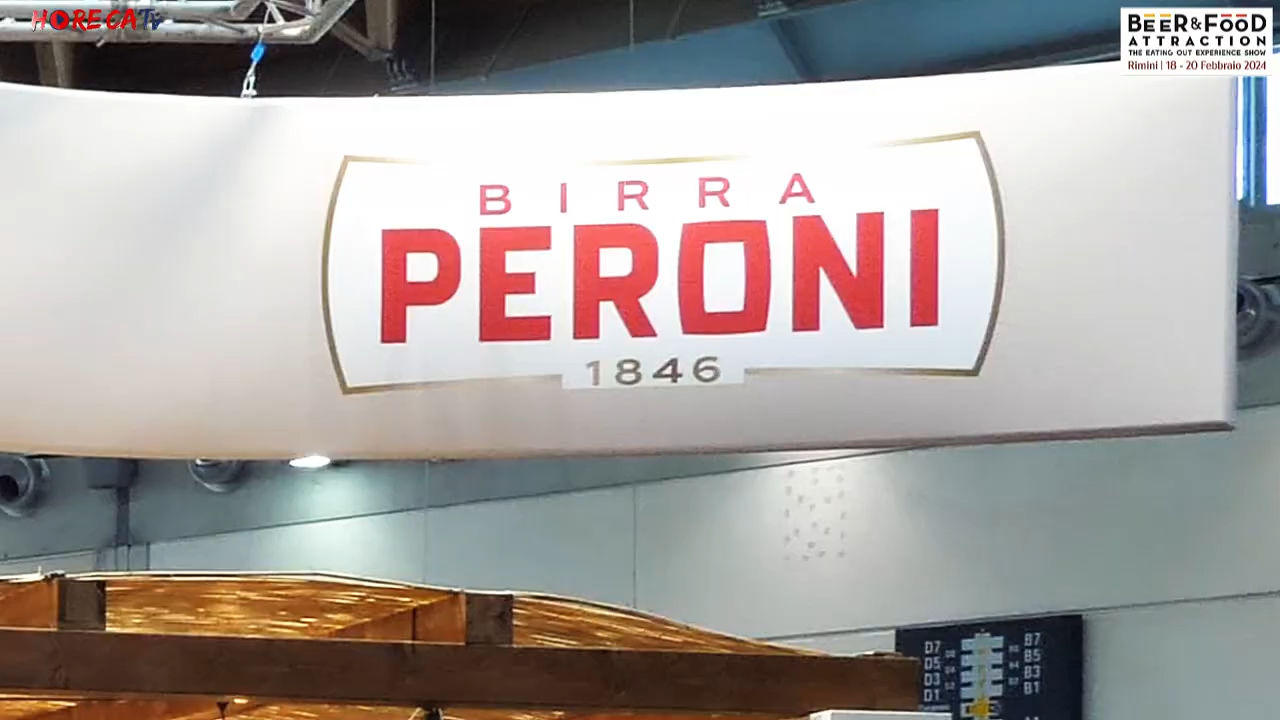 HORECATV
BEER&FOOD
ATTRACTION
THE EATING OUT EXPERIENCE SHOW
Rimini | 18 - 20 Febbraio 2024
BIRRA
PERONI
1846
D7 B7
D5 B5
D3 B3
D1 B1